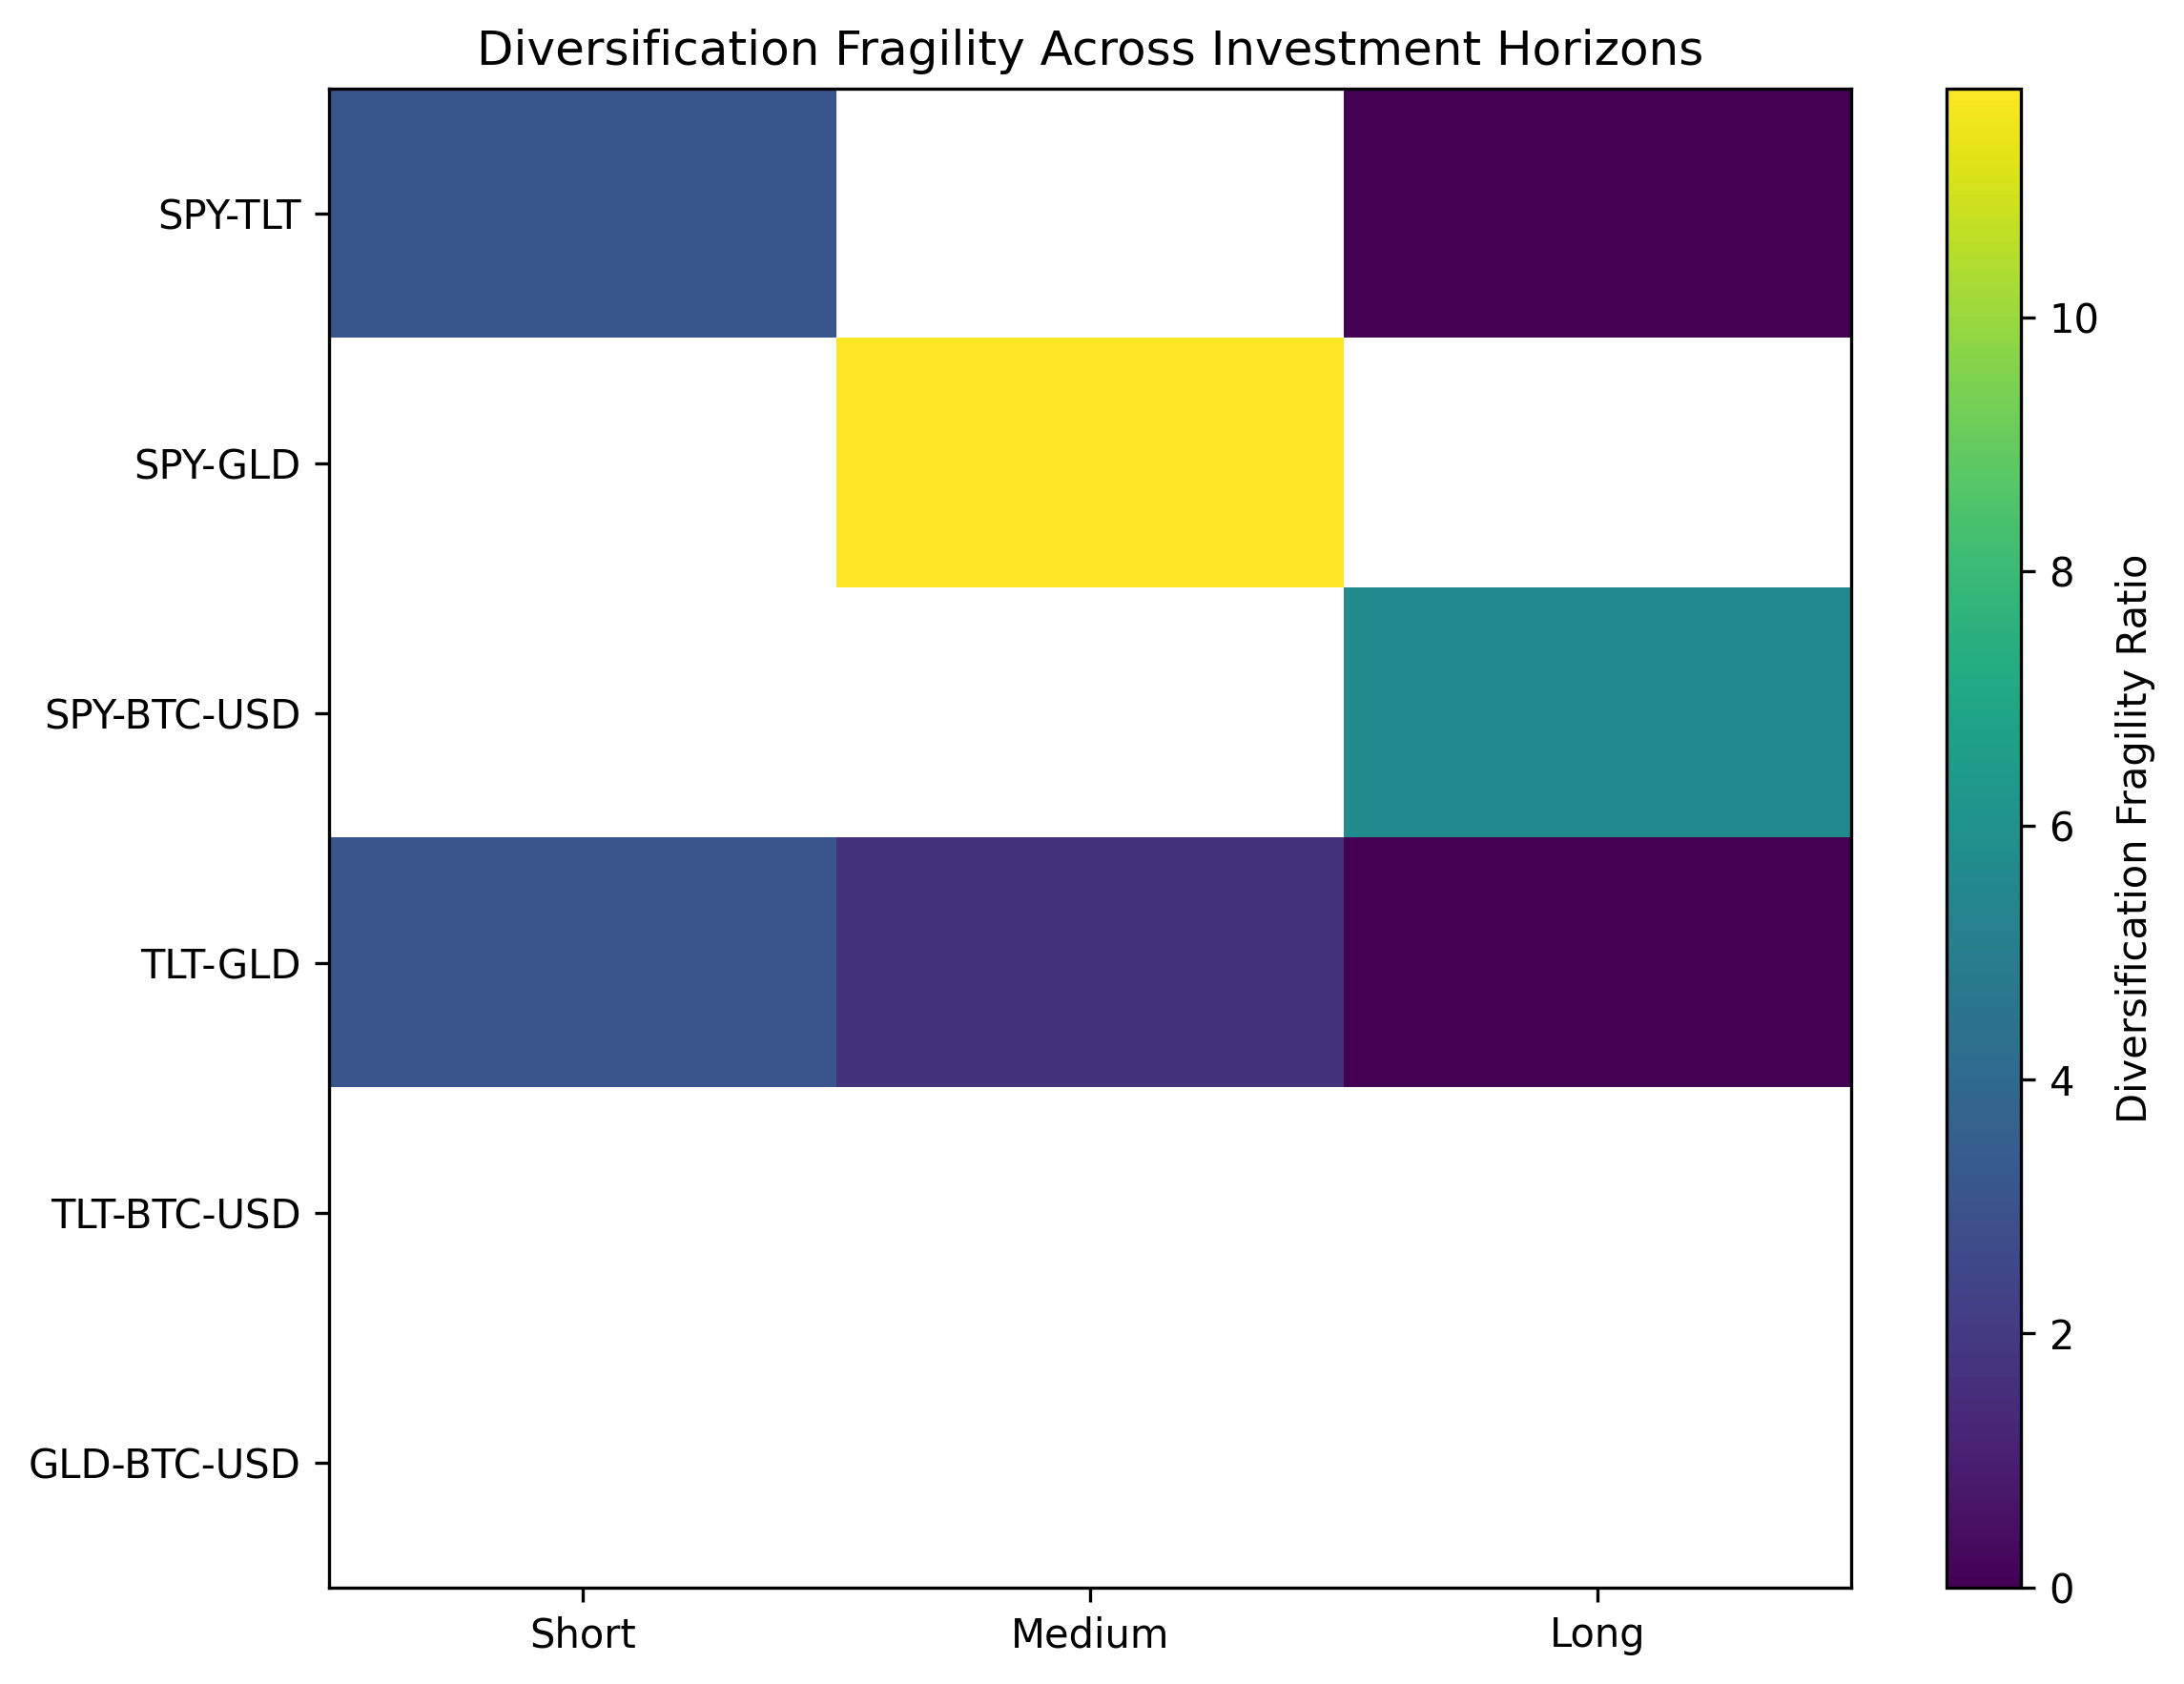 Diversification Fragility Across Investment Horizons
SPY-TLT
SPY-GLD
SPY-BTC-USD
TLT-GLD
TLT-BTC-USD
GLD-BTC-USD
Short
Medium
Long
10
8
6
4
2
0
Diversification Fragility Ratio